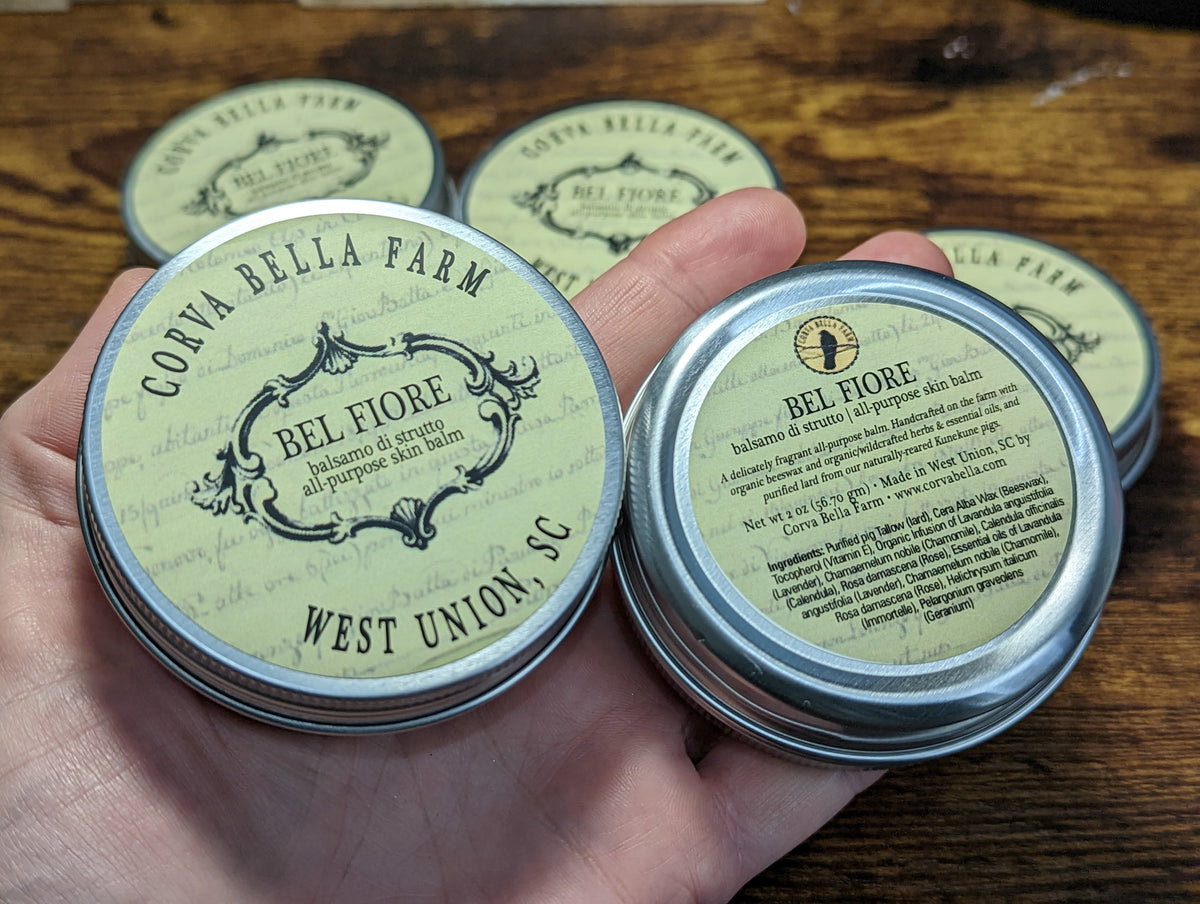 CORVA BELLA FARM
BEL FIORE
CORVA BELLA FARM
BEL FIORE
WEST
LLA FARM
CORVA BELLA FARM
BEL FIORE
balsamo di strutto
all-purpose skin balm
WEST UNION, SC
CORVA BELLA FARM
BEL FIORE
balsamo di strutto | all-purpose skin balm
A delicately fragrant all-purpose balm. Handcrafted on the farm with
organic beeswax and organic/wildcrafted herbs & essential oils, and
purified lard from our naturally-reared Kunekune pigs.
Net wt 2 oz (56.70 gm) • Made in West Union, SC, by
Corva Bella Farm • www.corvabella.com
Ingredients: Purified pig Tallow (lard), Cera Alba Wax (Beeswax),
Tocopherol (Vitamin E), Organic Infusion of Lavandula angustifolia
(Lavender), Chamaemelum nobile (Chamomile), Calendula officinalis
(Calendula), Rosa damascena (Rose), Essential oils of Lavandula
angustifolia (Lavender), Chamaemelum nobile (Chamomile),
Rosa damascena (Rose), Helichrysum italicum
(Immortelle), Pelargonium graveolens
(Geranium)